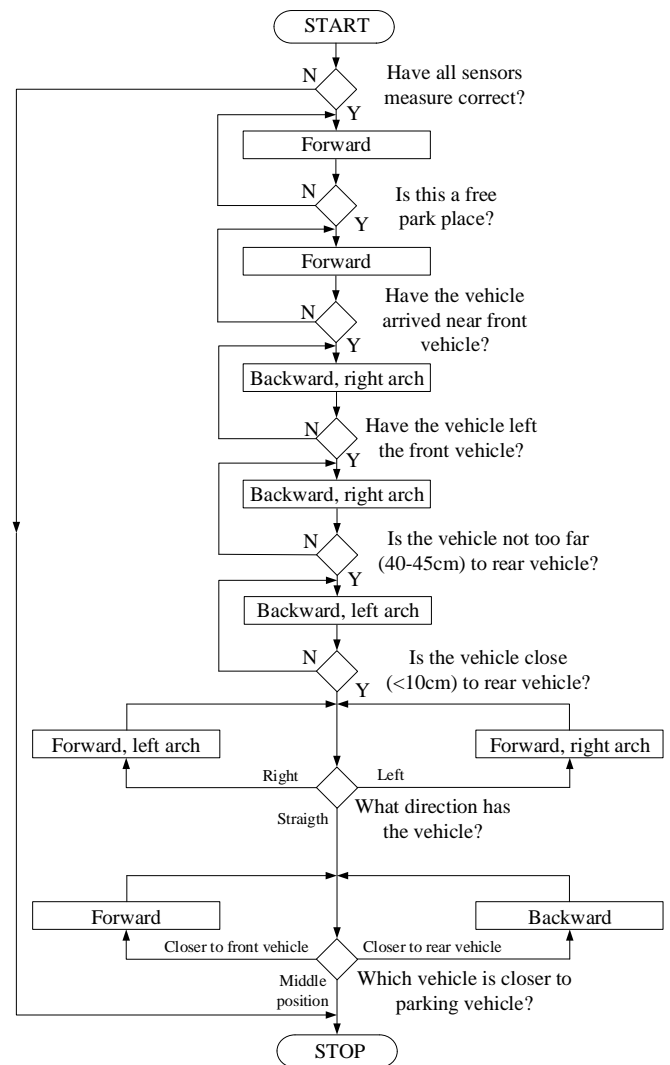 START
N
Have all sensors
measure correct?
Y
Forward
N
Is this a free
park place?
Y
Forward
N
Have the vehicle
arrived near front
vehicle?
Y
Backward, right arch
N
Have the vehicle left
the front vehicle?
Y
Backward, right arch
N
Is the vehicle not too far
(40-45cm) to rear vehicle?
Y
Backward, left arch
N
Is the vehicle close
(<10cm) to rear vehicle?
Y
Forward, left arch
Forward, right arch
Right
Left
What direction has
the vehicle?
Straigth
Forward
Backward
Closer to front vehicle
Closer to rear vehicle
Which vehicle is closer to
parking vehicle?
Middle
position
STOP